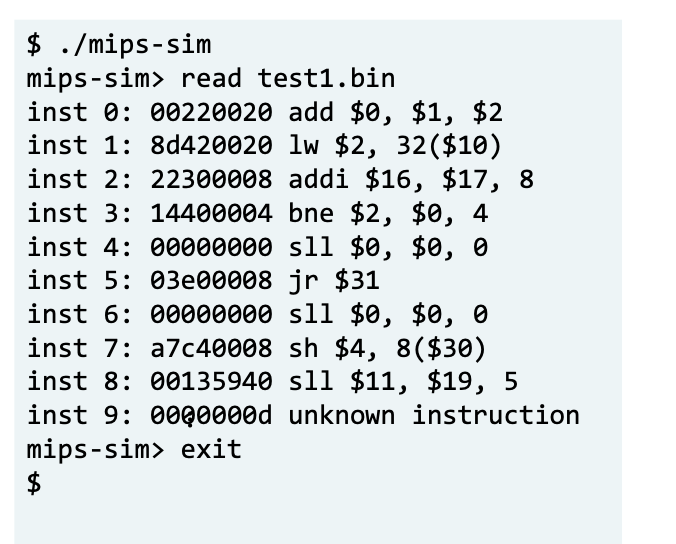 $ ./mips-sim
mips-sim> read test1.bin
inst 0: 00220020 add $0, $1, $2
inst 1: 8d420020 lw $2, 32($10)
inst 2: 22300008 addi $16, $17, 8
inst 3: 14400004 bne $2, $0, 4
inst 4: 00000000 sll $0, $0, 0
inst 5: 03e00008 jr $31
inst 6: 00000000 sll $0, $0, 0
inst 7: a7c40008 sh $4, 8($30)
inst 8: 00135940 sll $11, $19, 5
inst 9: 0000000d unknown instruction
mips-sim> exit
$